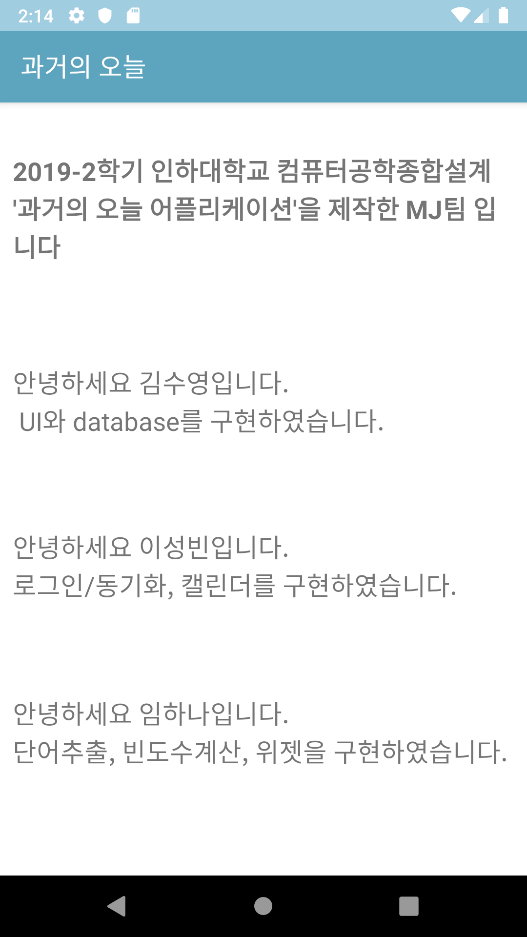 2:14
과거의 오늘
2019-2학기 인하대학교 컴퓨터공학종합설계
'과거의 오늘 어플리케이션'을 제작한 MJ팀 입
니다
안녕하세요 김수영입니다.
UI와 database를 구현하였습니다.
안녕하세요 이성빈입니다.
로그인/동기화, 캘린더를 구현하였습니다.
안녕하세요 임하나입니다.
단어추출, 빈도수계산, 위젯을 구현하였습니다.